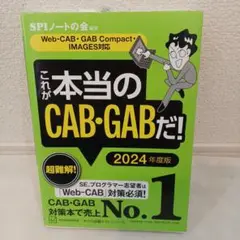 SPIノートの会 編著
Web-CAB・GAB Compact・
IMAGES対応
これが
本当の
CAB・GABだ!
2024年度版
超難解!
SE、プログラマー志望者は
「Web-CAB」対策必須!
CAB・GAB
対策本で売上
No.1